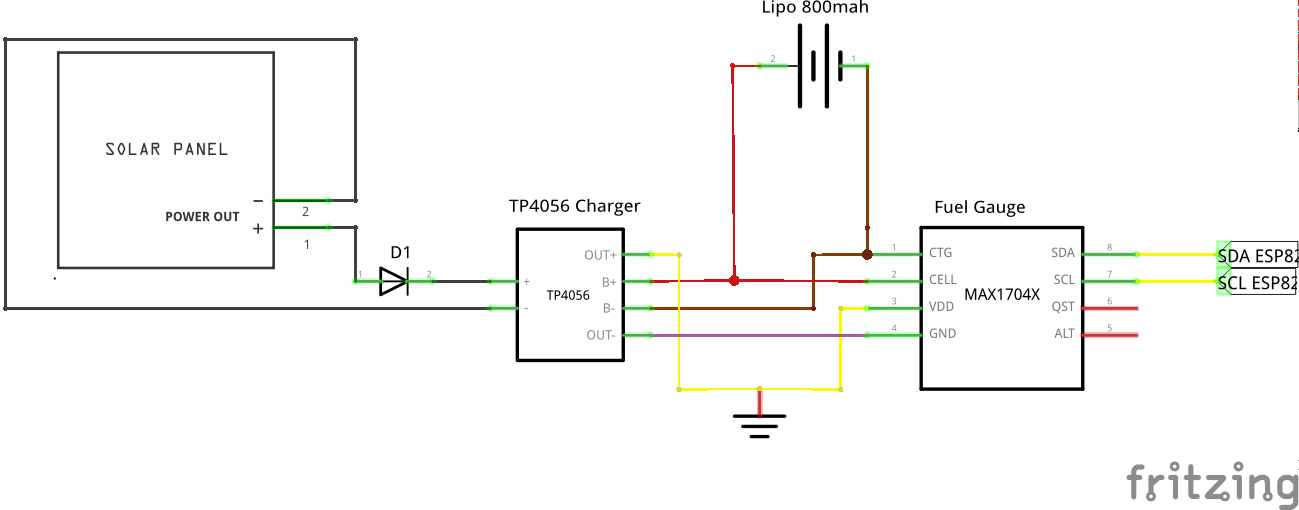 Lipo 800mah
2
1
SOLAR PANEL
POWER OUT
−
2
+
1
D1
1
2
TP4056 Charger
TP4056
+
-
OUT+
B+
B-
OUT-
Fuel Gauge
MAX1704X
1 CTG
2 CELL
3 VDD
4 GND
SDA 8
SCL 7
QST 6
ALT 5
SDA ESP82
SCL ESP82
fritzing